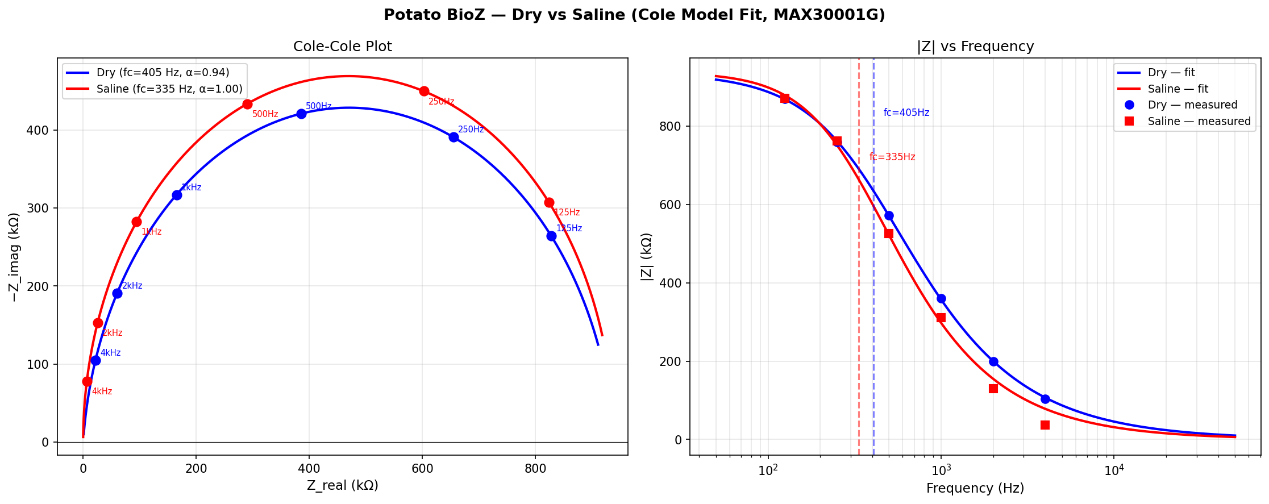 Potato BioZ — Dry vs Saline (Cole Model Fit, MAX30001G)
Cole-Cole Plot
Dry (fc=405 Hz, α=0.94)
Saline (fc=335 Hz, α=1.00)
500Hz
500Hz
250Hz
250Hz
1kHz
1kHz
125Hz
125Hz
2kHz
2kHz
4kHz
4kHz
−Z_imag (kΩ)
400
300
200
100
0
0 200 400 600 800
Z_real (kΩ)
|Z| vs Frequency
Dry — fit
Saline — fit
Dry — measured
Saline — measured
fc=405Hz
fc=335Hz
|Z| (kΩ)
800
600
400
200
0
10² 10³ 10⁴
Frequency (Hz)